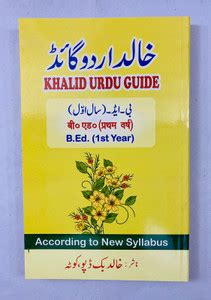 خالد اردو گائڈ
KHALID URDU GUIDE
بی۔ایڈ۔ (سال اوّل)
बी० एड० (प्रथम वर्ष)
B.Ed. (1st Year)
According to New Syllabus
ناشر: خالد بک ڈپو، کوٹہ